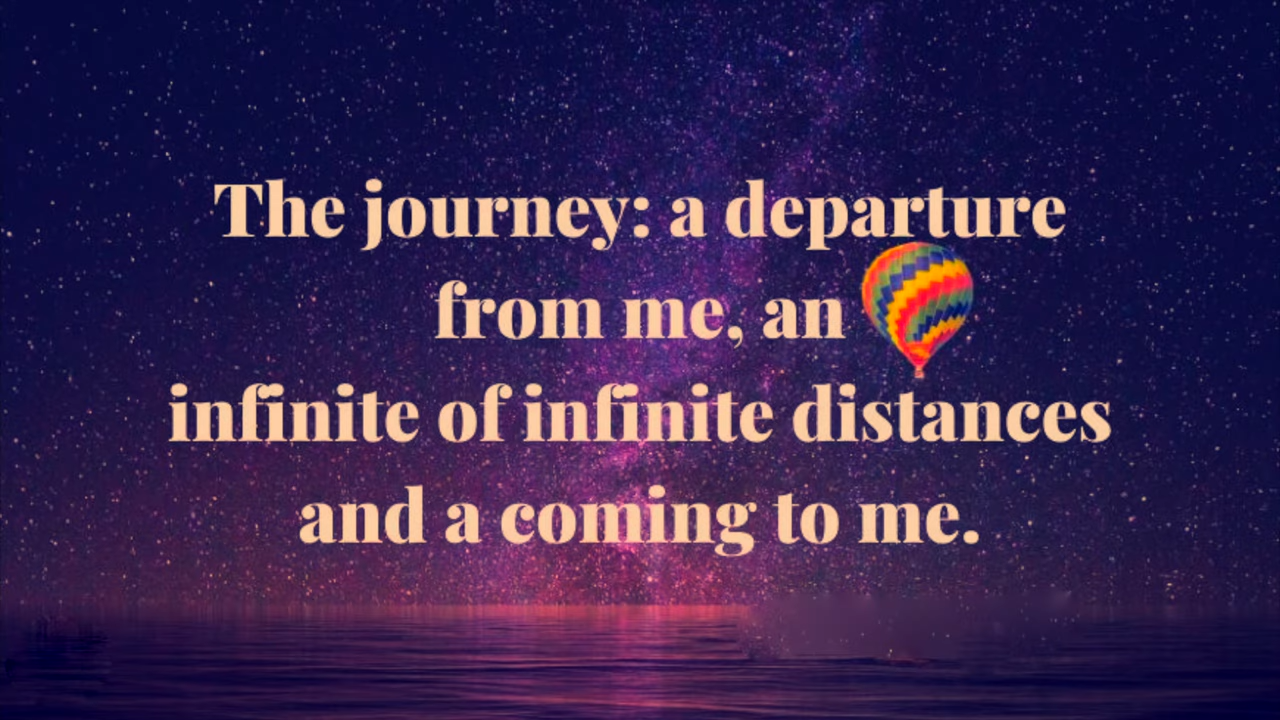 The journey: a departure
from me, an
infinite of infinite distances
and a coming to me.